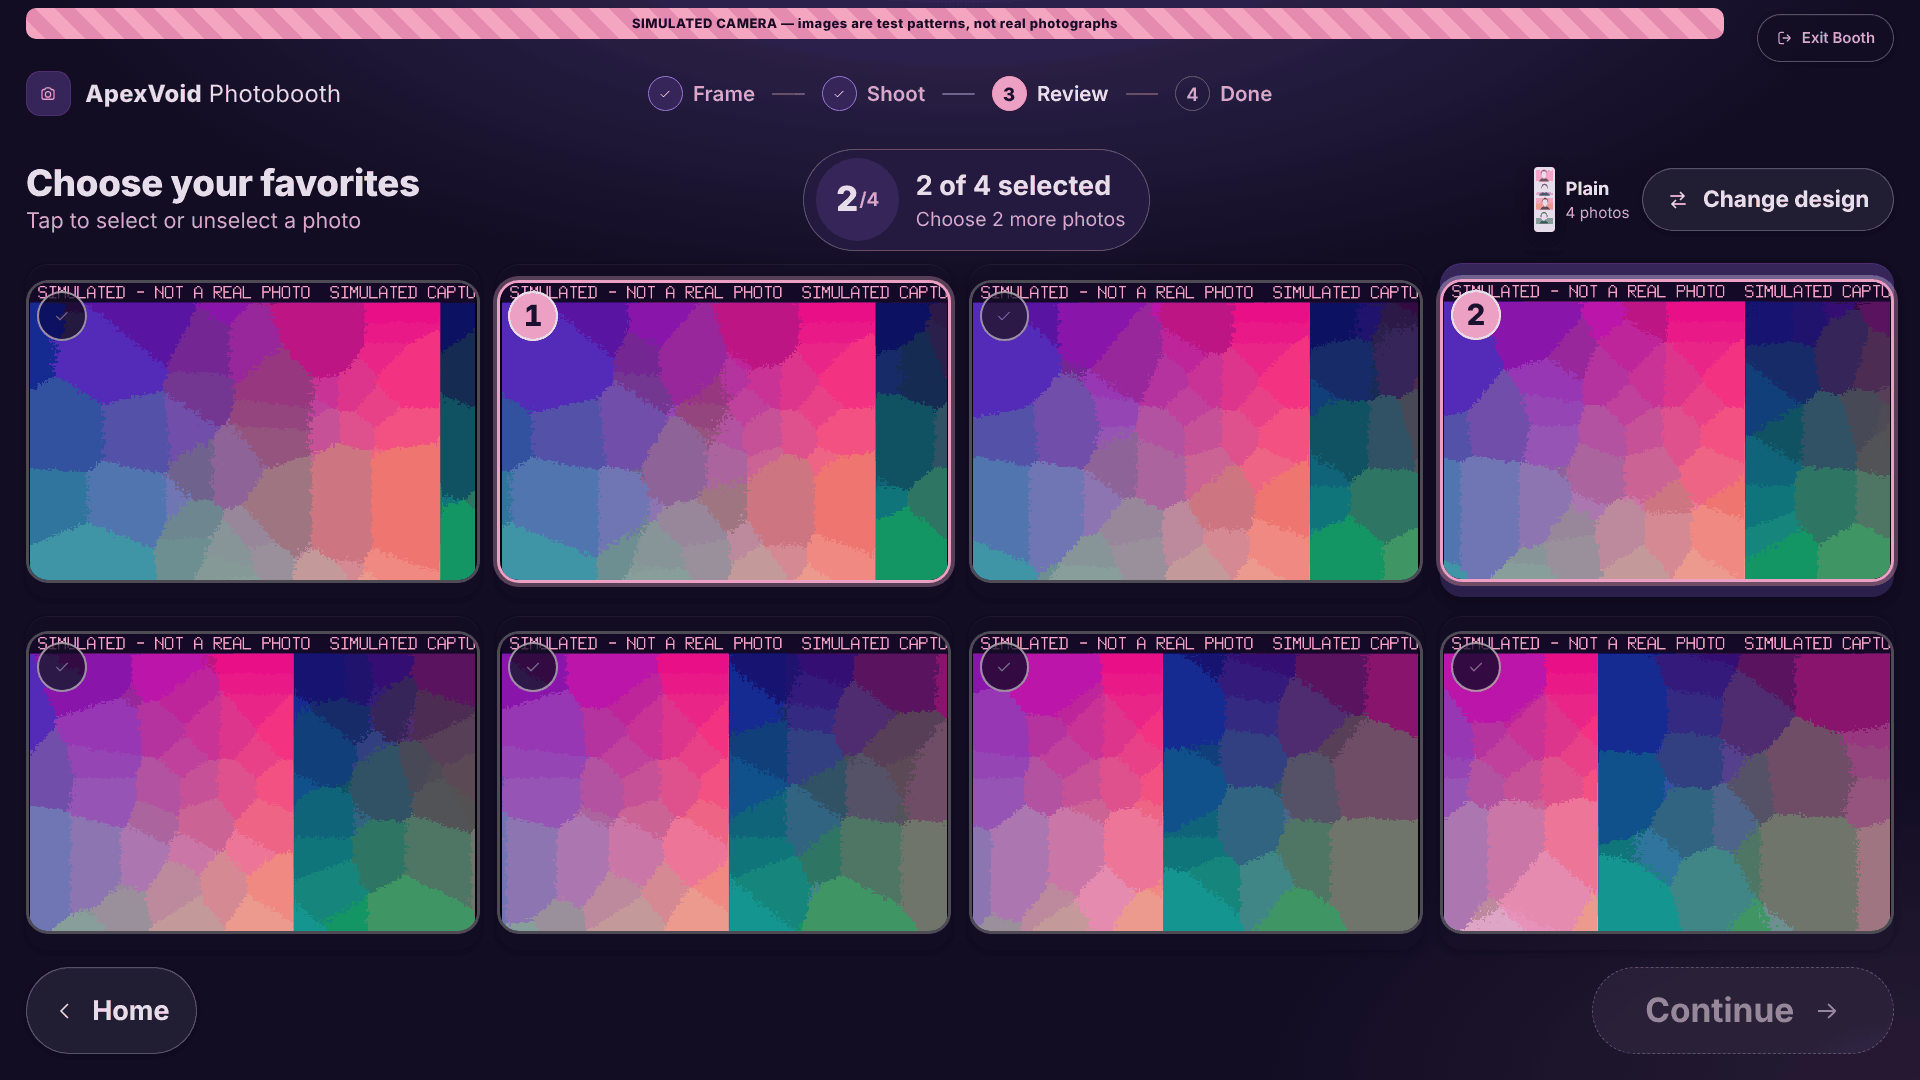 SIMULATED CAMERA — images are test patterns, not real photographs
Exit Booth
ApexVoid Photobooth
Frame
Shoot
3 Review
4 Done
Choose your favorites
Tap to select or unselect a photo
2/4
2 of 4 selected
Choose 2 more photos
Plain
4 photos
Change design
SIMULATED - NOT A REAL PHOTO SIMULATED CAPTU
1
SIMULATED - NOT A REAL PHOTO SIMULATED CAPTU
SIMULATED - NOT A REAL PHOTO SIMULATED CAPTU
2
SIMULATED - NOT A REAL PHOTO SIMULATED CAPTU
SIMULATED - NOT A REAL PHOTO SIMULATED CAPTU
SIMULATED - NOT A REAL PHOTO SIMULATED CAPTU
SIMULATED - NOT A REAL PHOTO SIMULATED CAPTU
SIMULATED - NOT A REAL PHOTO SIMULATED CAPTU
Home
Continue